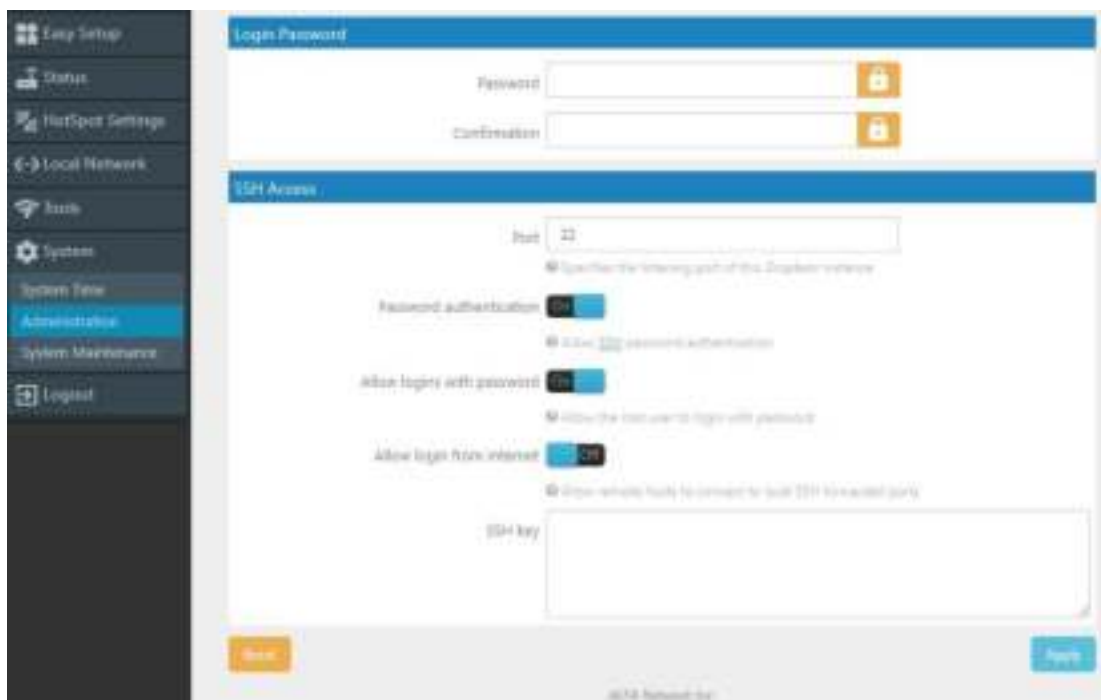 Easy Setup
Status
HotSpot Settings
Local Network
Tools
System
System Time
Administration
System Maintenance
Logout
Login Password
Password
Confirmation
SSH Access
Port 22
Specifies the listening port of this Dropbear instance
Password authentication On
Allow SSH password authentication
Allow logins with password On
Allow the root user to login with password
Allow login from internet Off
Allow remote hosts to connect to local SSH forwarded ports
SSH key
Reset
Apply
Network Inc